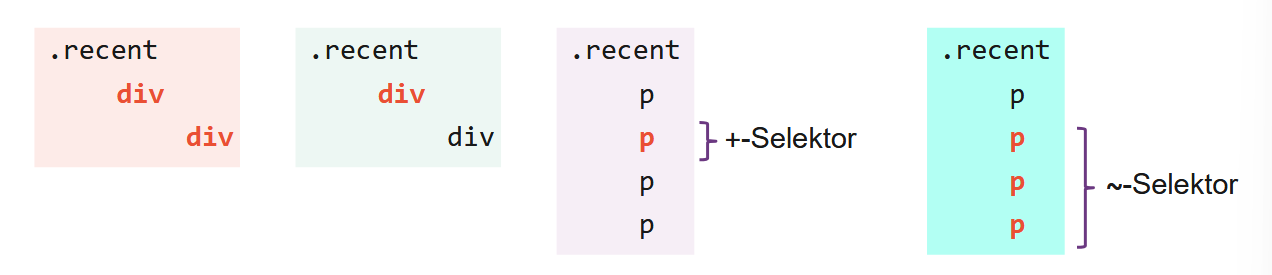 .recent
div
div
.recent
div
div
.recent
p
p
+-Selektor
p
p
.recent
p
p
p
~-Selektor
p